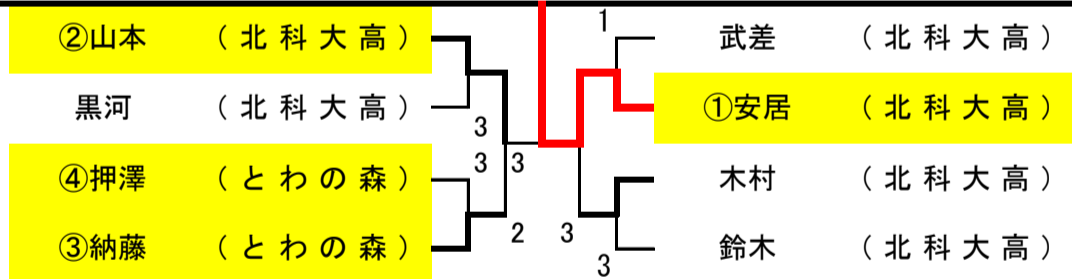 ②山本 (北科大高) 1 武差 (北科大高)
黒河 (北科大高) 3 ①安居 (北科大高)
④押澤 (とわの森) 3 3 木村 (北科大高)
③納藤 (とわの森) 2 3 3 鈴木 (北科大高)